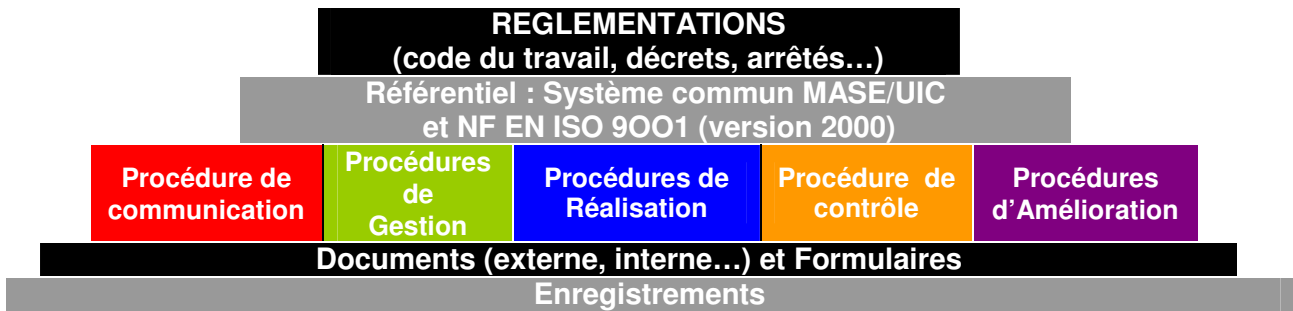 REGLEMENTATIONS
(code du travail, décrets, arrêtés…)
Référentiel : Système commun MASE/UIC
et NF EN ISO 9OO1 (version 2000)
Procédure de
communication
Procédures
de
Gestion
Procédures de
Réalisation
Procédure de
contrôle
Procédures
d’Amélioration
Documents (externe, interne…) et Formulaires
Enregistrements